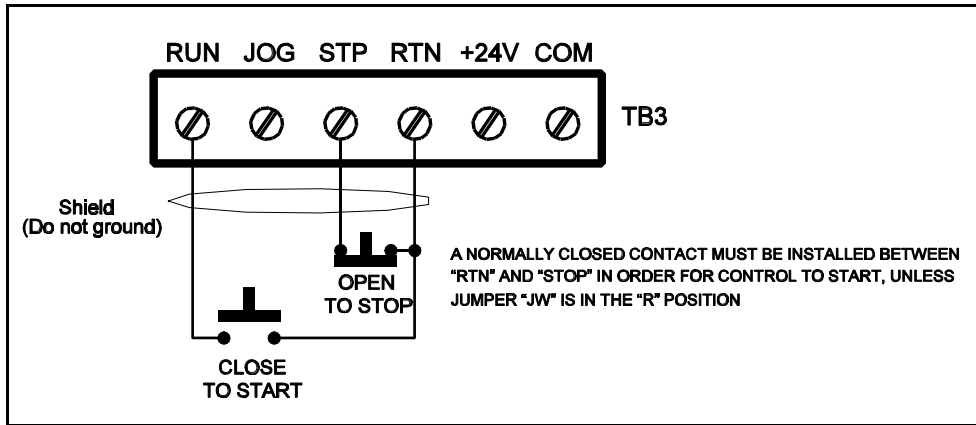 RUN JOG STP RTN +24V COM
TB3
Shield
(Do not ground)
OPEN
TO STOP
A NORMALLY CLOSED CONTACT MUST BE INSTALLED BETWEEN
"RTN" AND "STOP" IN ORDER FOR CONTROL TO START, UNLESS
JUMPER "JW" IS IN THE "R" POSITION
CLOSE
TO START